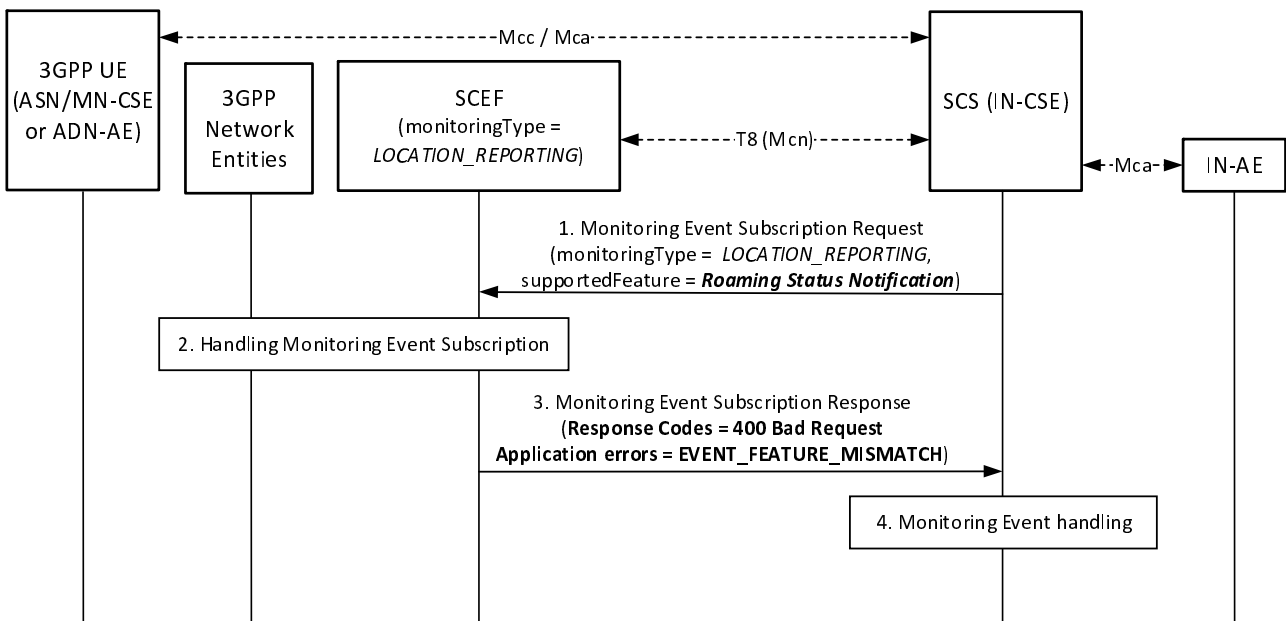 Mcc / Mca
3GPP UE
(ASN/MN-CSE
or ADN-AE)
3GPP
Network
Entities
SCEF
(monitoringType =
LOCATION_REPORTING)
T8 (Mcn)
SCS (IN-CSE)
Mca
IN-AE
1. Monitoring Event Subscription Request
(monitoringType = LOCATION_REPORTING,
supportedFeature = Roaming Status Notification)
2. Handling Monitoring Event Subscription
3. Monitoring Event Subscription Response
(Response Codes = 400 Bad Request
Application errors = EVENT_FEATURE_MISMATCH)
4. Monitoring Event handling